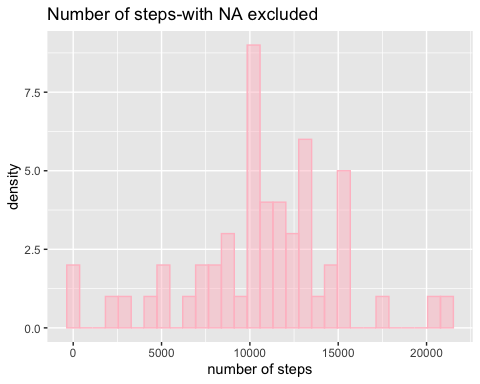 Number of steps-with NA excluded
7.5
5.0
2.5
0.0
density
0 5000 10000 15000 20000
number of steps